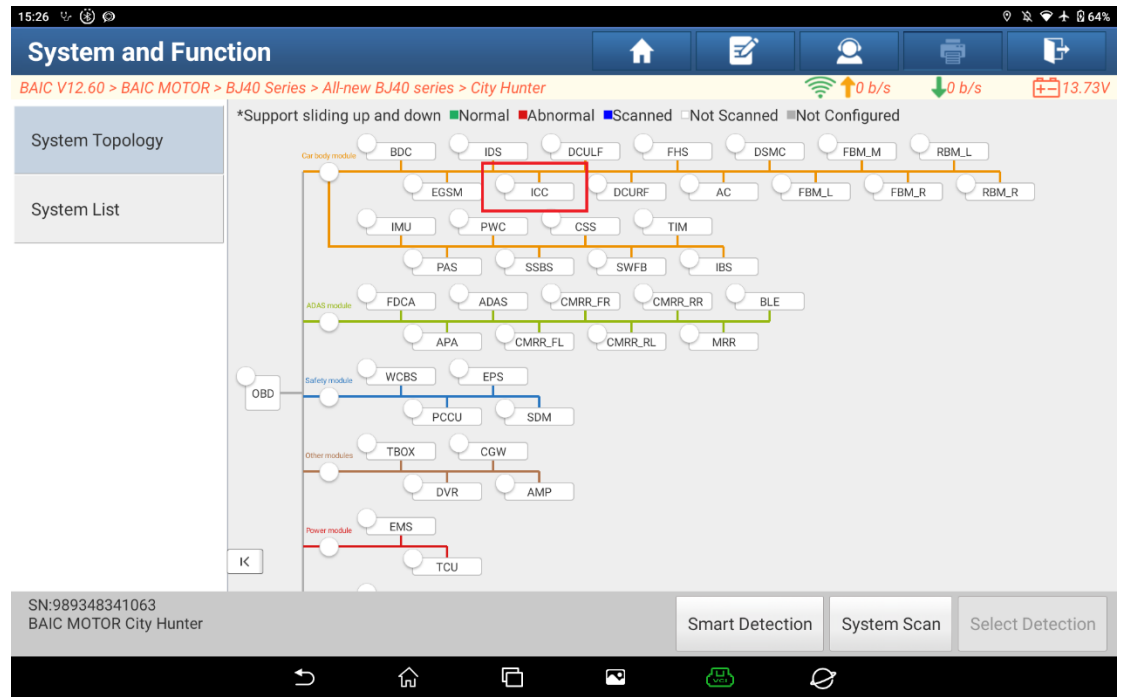 15:26 64%
System and Function
BAIC V12.60 > BAIC MOTOR > BJ40 Series > All-new BJ40 series > City Hunter 0 b/s 0 b/s 13.73V
System Topology
System List
*Support sliding up and down Normal Abnormal Scanned Not Scanned Not Configured
Car body module BDC IDS DCULF FHS DSMC FBM_M RBM_L
EGSM ICC DCURF AC FBM_L FBM_R RBM_R
IMU PWC CSS TIM
PAS SSBS SWFB IBS
ADAS module FDCA ADAS CMRR_FR CMRR_RR BLE
APA CMRR_FL CMRR_RL MRR
OBD
Safety module WCBS EPS
PCCU SDM
Other modules TBOX CGW
DVR AMP
Power module EMS
TCU
SN:989348341063
BAIC MOTOR City Hunter
Smart Detection System Scan Select Detection
VCI